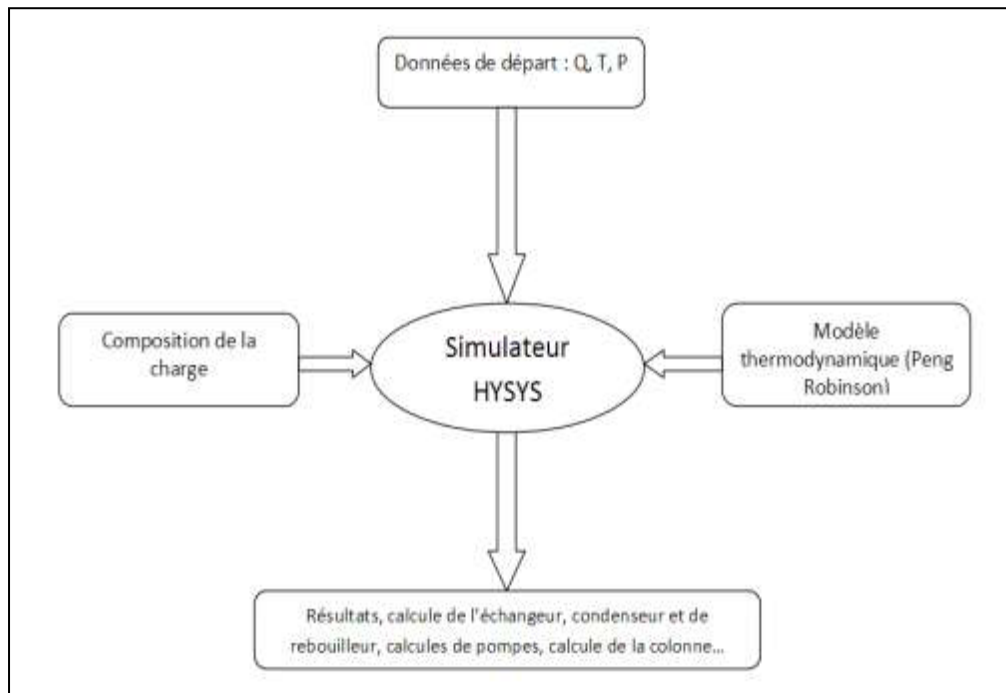 Données de départ : Q, T, P
Composition de la
charge
Simulateur
HYSYS
Modèle
thermodynamique (Peng
Robinson)
Résultats, calcule de l'échangeur, condenseur et de
rebouilleur, calcules de pompes, calcule de la colonne...